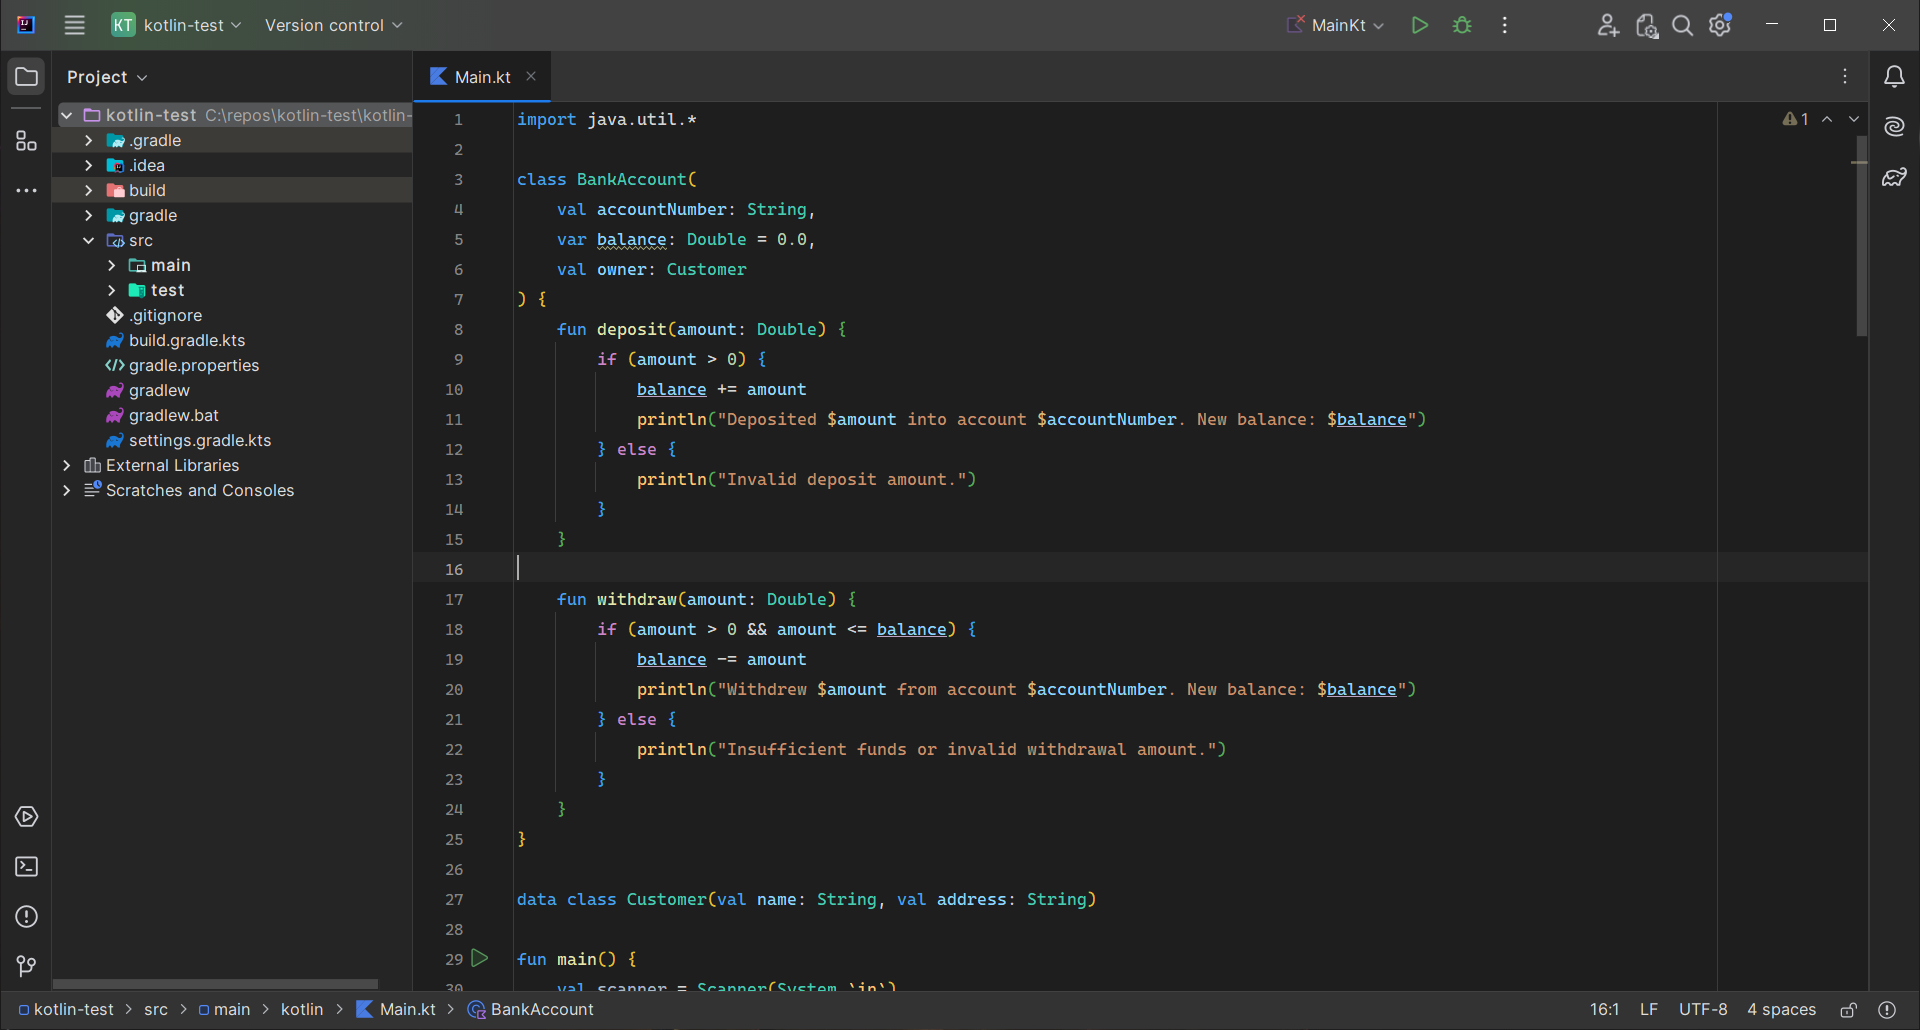 KT kotlin-test Version control MainKt
Project
Main.kt
kotlin-test C:\repos\kotlin-test\kotlin-
.gradle
.idea
build
gradle
src
main
test
.gitignore
build.gradle.kts
gradle.properties
gradlew
gradlew.bat
settings.gradle.kts
External Libraries
Scratches and Consoles
1 import java.util.*
2
3 class BankAccount(
4     val accountNumber: String,
5     var balance: Double = 0.0,
6     val owner: Customer
7 ) {
8     fun deposit(amount: Double) {
9         if (amount > 0) {
10             balance += amount
11             println("Deposited $amount into account $accountNumber. New balance: $balance")
12         } else {
13             println("Invalid deposit amount.")
14         }
15     }
16
17     fun withdraw(amount: Double) {
18         if (amount > 0 && amount <= balance) {
19             balance -= amount
20             println("Withdrew $amount from account $accountNumber. New balance: $balance")
21         } else {
22             println("Insufficient funds or invalid withdrawal amount.")
23         }
24     }
25 }
26
27 data class Customer(val name: String, val address: String)
28
29 fun main() {
30     val scanner = Scanner(System.`in`)
1
kotlin-test > src > main > kotlin > Main.kt > BankAccount
16:1 LF UTF-8 4 spaces